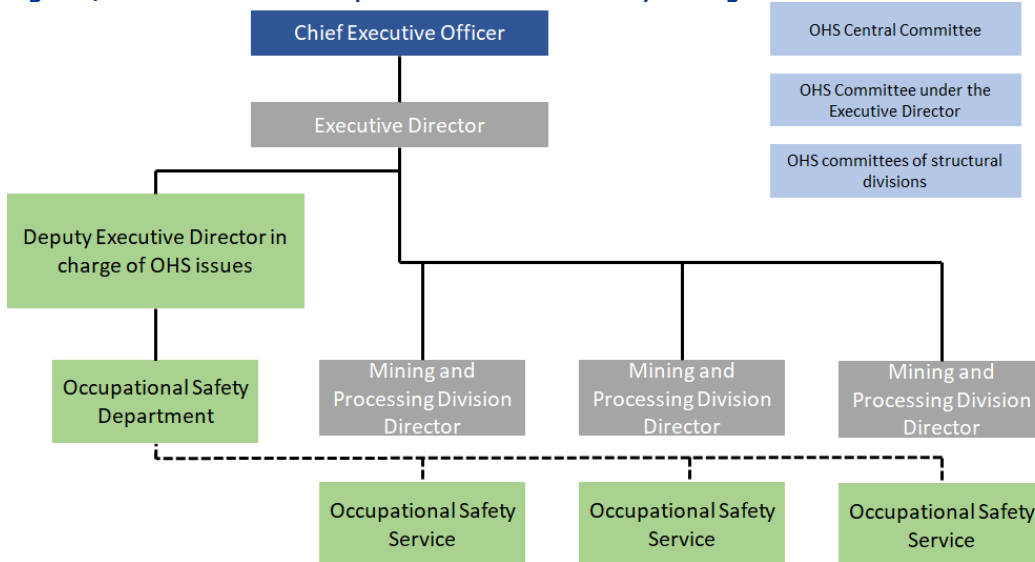 Chief Executive Officer
OHS Central Committee
OHS Committee under the
Executive Director
Executive Director
OHS committees of structural
divisions
Deputy Executive Director in
charge of OHS issues
Occupational Safety
Department
Mining and
Processing Division
Director
Mining and
Processing Division
Director
Mining and
Processing Division
Director
Occupational Safety
Service
Occupational Safety
Service
Occupational Safety
Service